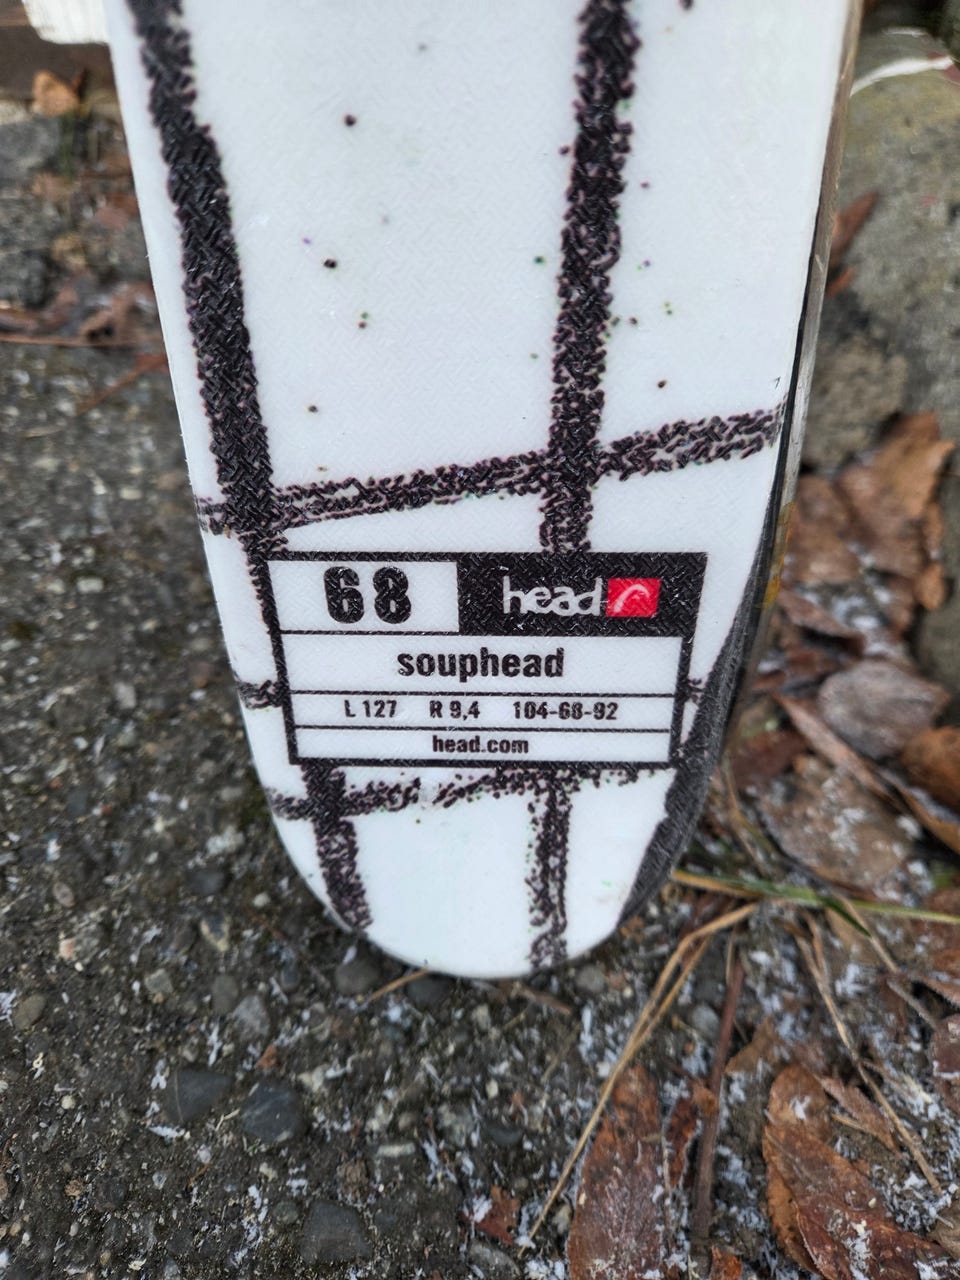 68 head
souphead
L 127 R 9,4 104-68-92
head.com